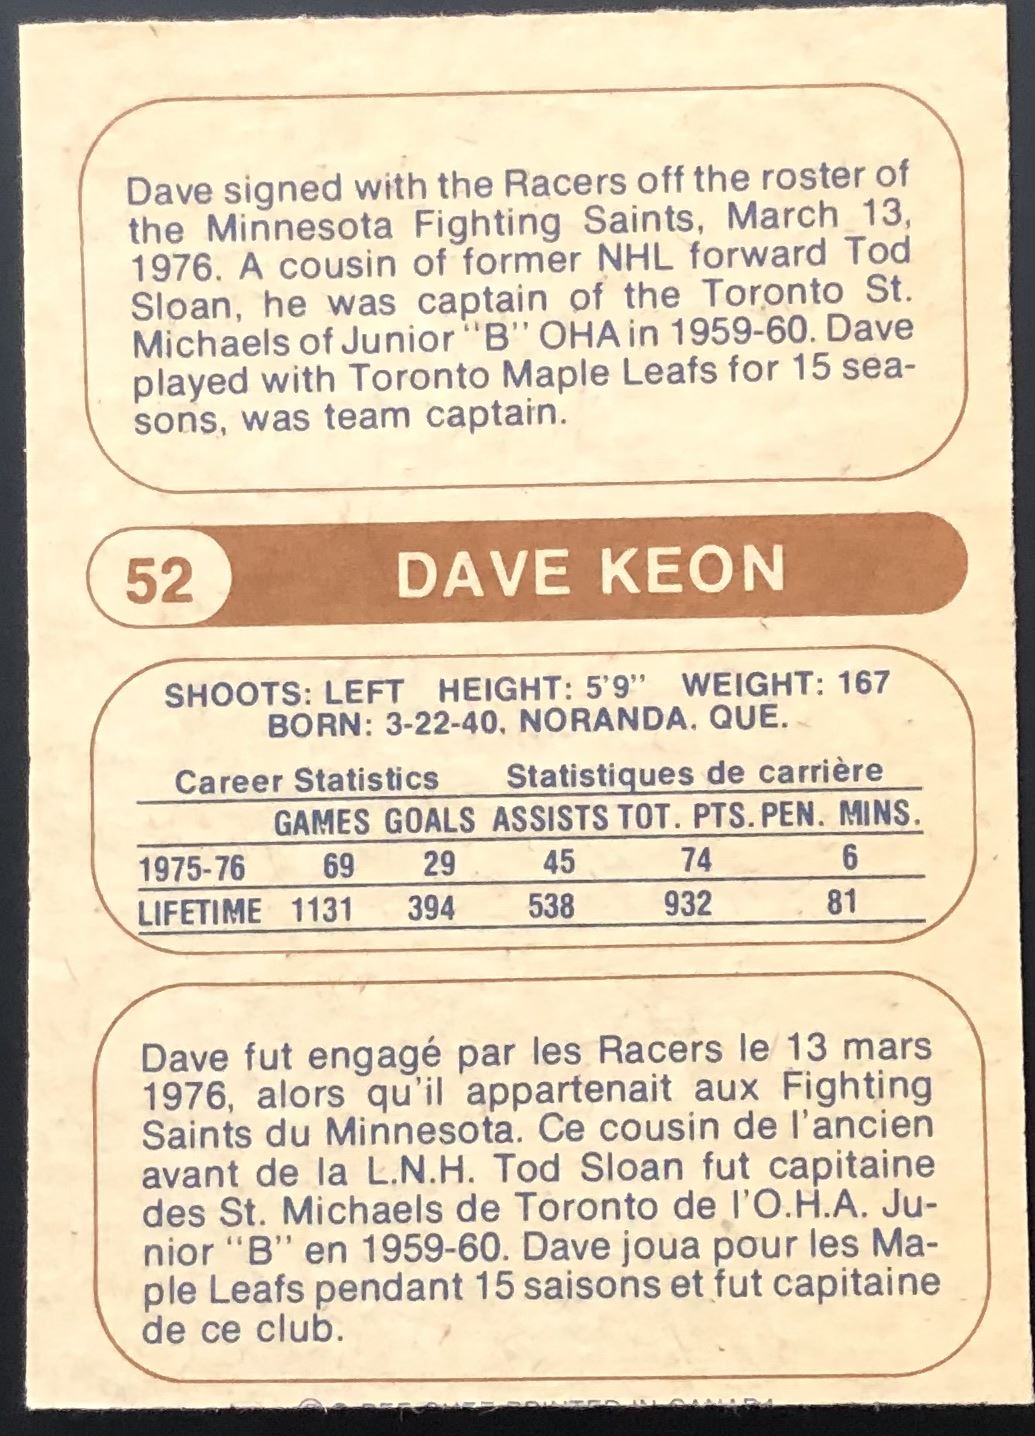 Dave signed with the Racers off the roster of
the Minnesota Fighting Saints, March 13,
1976. A cousin of former NHL forward Tod
Sloan, he was captain of the Toronto St.
Michaels of Junior "B" OHA in 1959-60. Dave
played with Toronto Maple Leafs for 15 sea-
sons, was team captain.
52 DAVE KEON
SHOOTS: LEFT HEIGHT: 5'9" WEIGHT: 167
BORN: 3-22-40, NORANDA, QUE.
Career Statistics Statistiques de carrière
GAMES GOALS ASSISTS TOT. PTS. PEN. MINS.
1975-76 69 29 45 74 6
LIFETIME 1131 394 538 932 81
Dave fut engagé par les Racers le 13 mars
1976, alors qu'il appartenait aux Fighting
Saints du Minnesota. Ce cousin de l'ancien
avant de la L.N.H. Tod Sloan fut capitaine
des St. Michaels de Toronto de l'O.H.A. Ju-
nior "B" en 1959-60. Dave joua pour les Ma-
ple Leafs pendant 15 saisons et fut capitaine
de ce club.
PRINTED IN CANADA